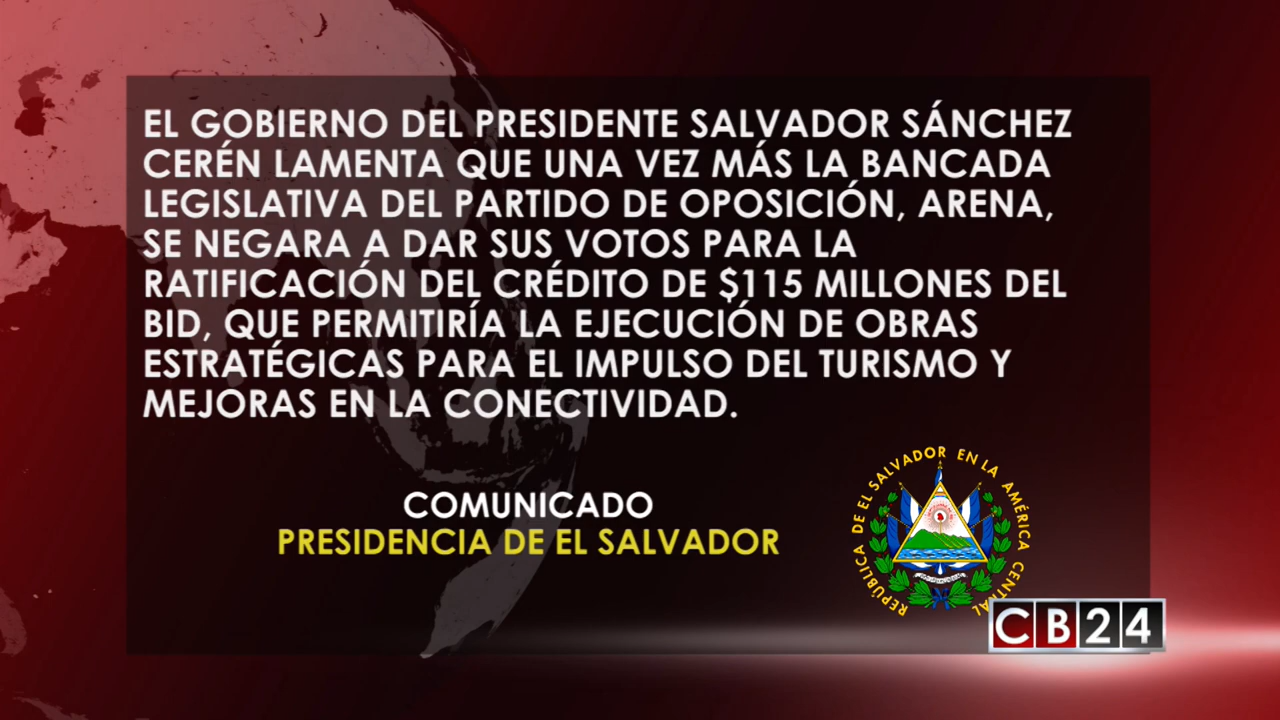 EL GOBIERNO DEL PRESIDENTE SALVADOR SÁNCHEZ
CERÉN LAMENTA QUE UNA VEZ MÁS LA BANCADA
LEGISLATIVA DEL PARTIDO DE OPOSICIÓN, ARENA,
SE NEGARA A DAR SUS VOTOS PARA LA
RATIFICACIÓN DEL CRÉDITO DE $115 MILLONES DEL
BID, QUE PERMITIRÍA LA EJECUCIÓN DE OBRAS
ESTRATÉGICAS PARA EL IMPULSO DEL TURISMO Y
MEJORAS EN LA CONECTIVIDAD.
COMUNICADO
PRESIDENCIA DE EL SALVADOR
REPÚBLICA DE EL SALVADOR EN LA AMÉRICA CENTRAL
CB24